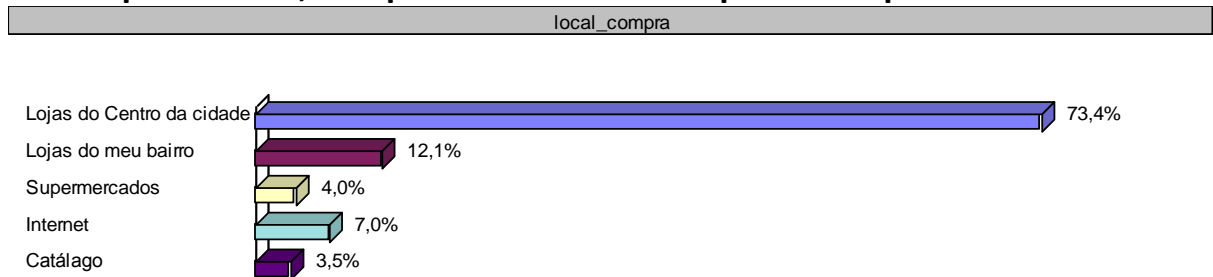 local_compra
Lojas do Centro da cidade 73,4%
Lojas do meu bairro 12,1%
Supermercados 4,0%
Internet 7,0%
Catálago 3,5%